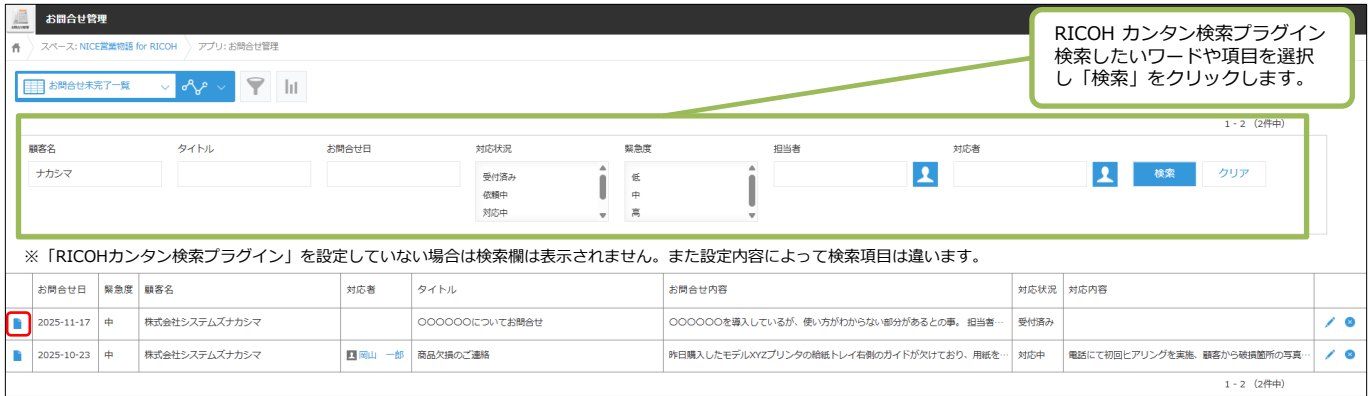 お問合せ管理
スペース: NICE営業物語 for RICOH アプリ: お問合せ管理
RICOH カンタン検索プラグイン
検索したいワードや項目を選択
し「検索」をクリックします。
お問合せ未完了一覧
1 - 2 (2件中)
顧客名 タイトル お問合せ日 対応状況 緊急度 担当者 対応者
ナカシマ 受付済み 低 検索 クリア
依頼中 中
対応中 高
※「RICOHカンタン検索プラグイン」を設定していない場合は検索欄は表示されません。また設定内容によって検索項目は違います。
お問合せ日 緊急度 顧客名 対応者 タイトル お問合せ内容 対応状況 対応内容
2025-11-17 中 株式会社システムズナカシマ 〇〇〇〇〇〇についてお問合せ 〇〇〇〇〇〇を導入しているが、使い方がわからない部分があるとの事。 担当者… 受付済み
2025-10-23 中 株式会社システムズナカシマ 岡山 一郎 商品欠損のご連絡 昨日購入したモデルXYZプリンタの給紙トレイ右側のガイドが欠けており、用紙を… 対応中 電話にて初回ヒアリングを実施、顧客から破損箇所の写真…
1 - 2 (2件中)